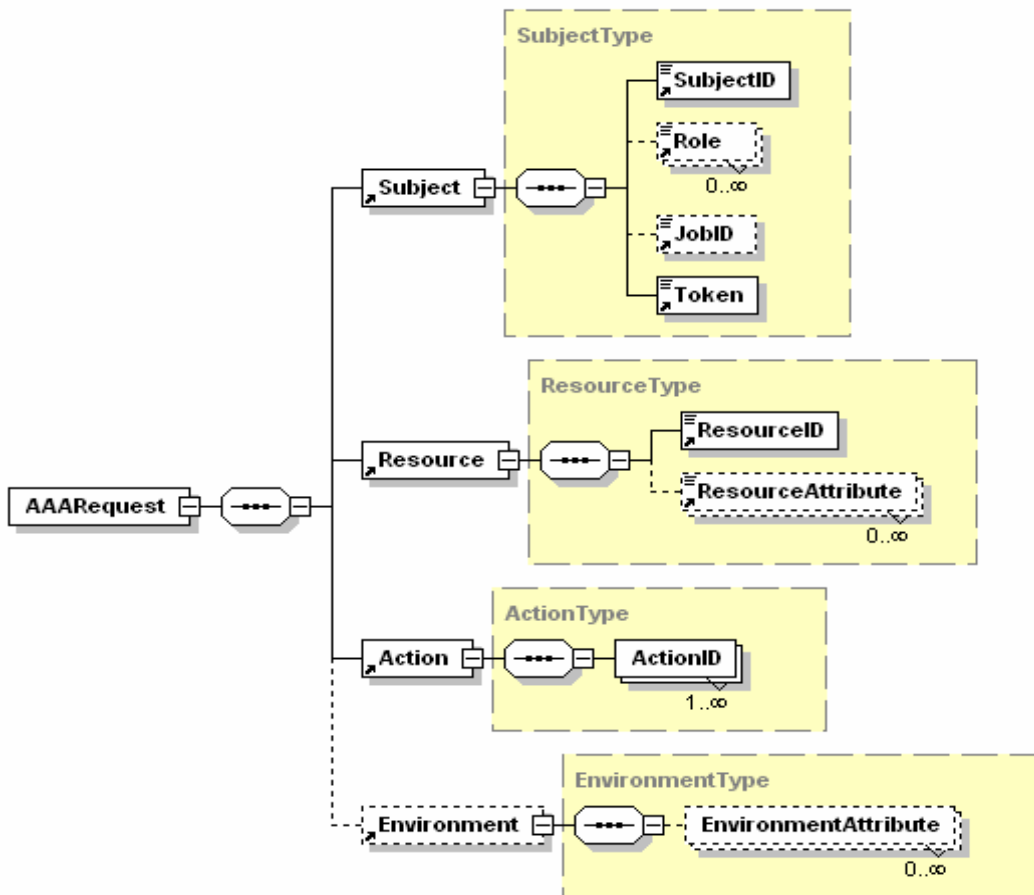 SubjectType
SubjectID
Role
0..∞
Subject
JobID
Token
ResourceType
ResourceID
Resource
ResourceAttribute
0..∞
AAARequest
ActionType
Action
ActionID
1..∞
EnvironmentType
Environment
EnvironmentAttribute
0..∞